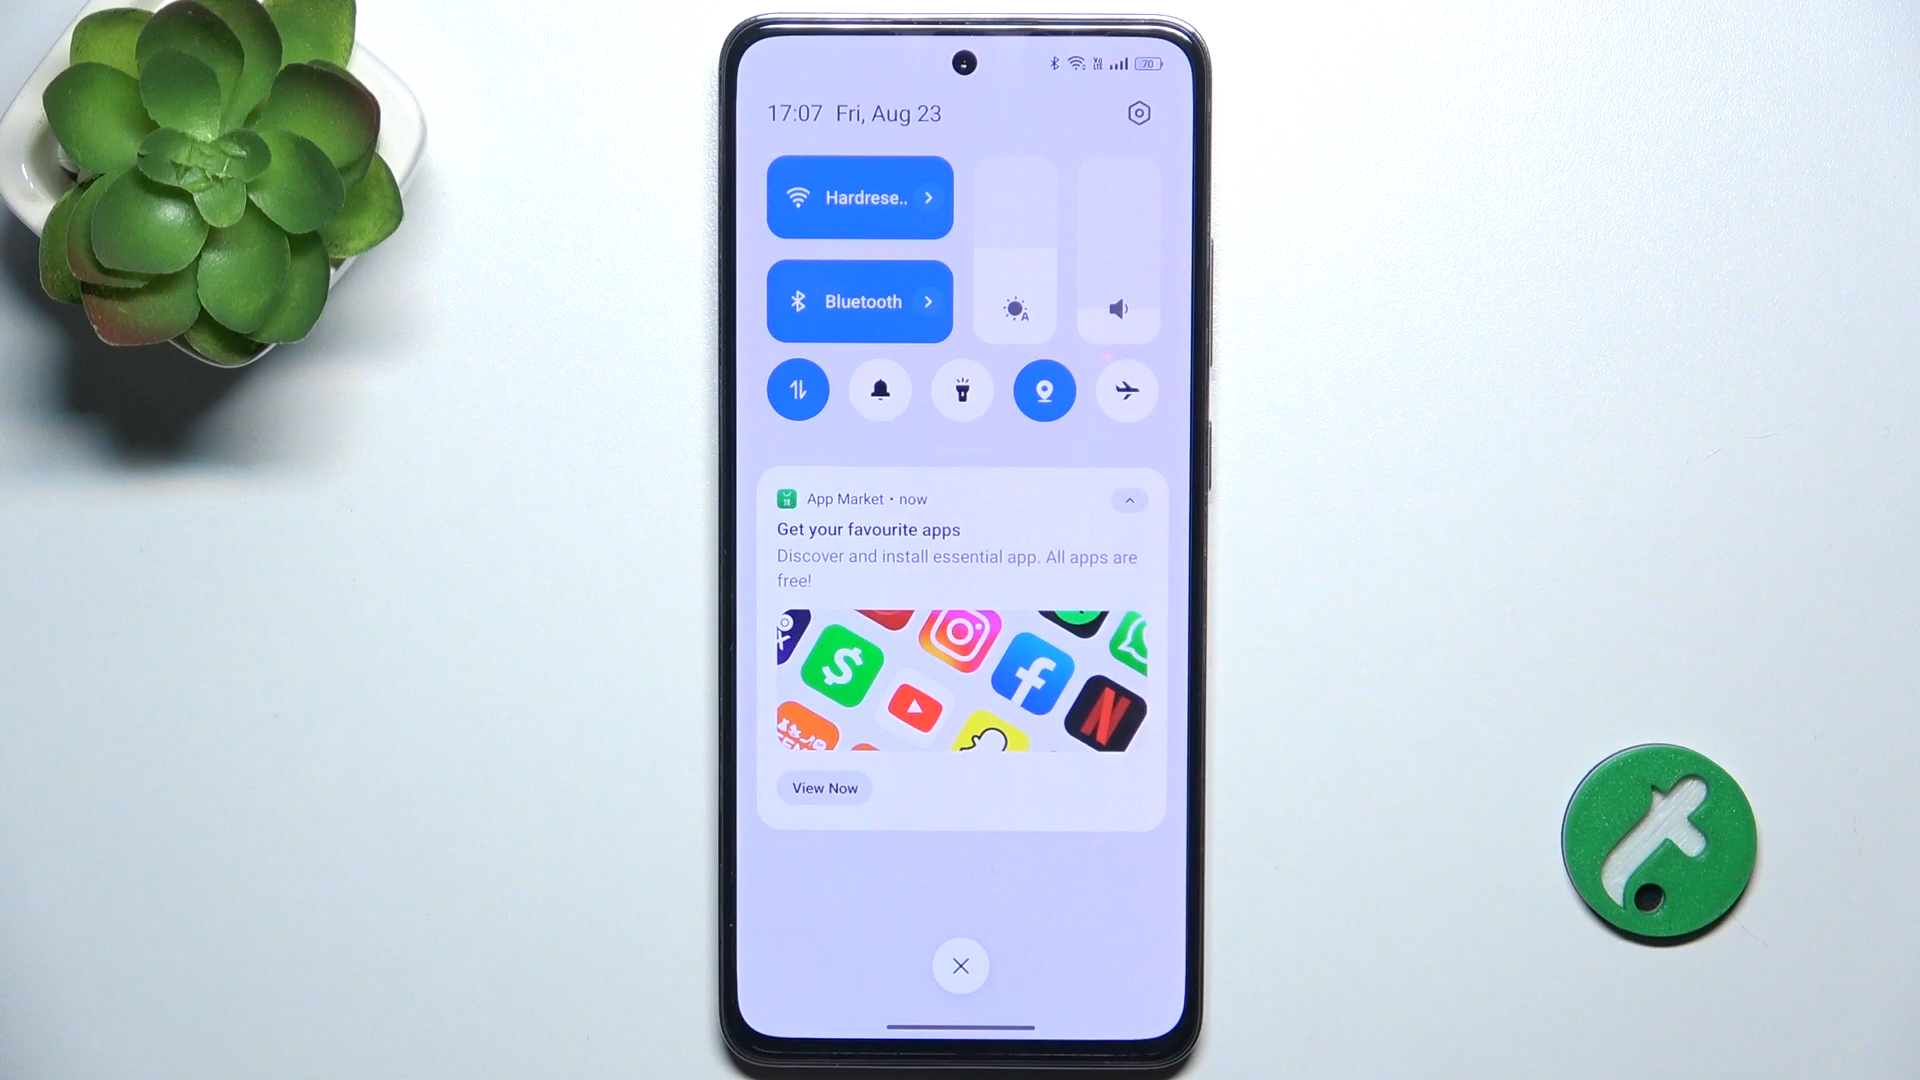 70
17:07 Fri, Aug 23
Hardrese..
Bluetooth
A
App Market • now
Get your favourite apps
Discover and install essential app. All apps are
free!
View Now